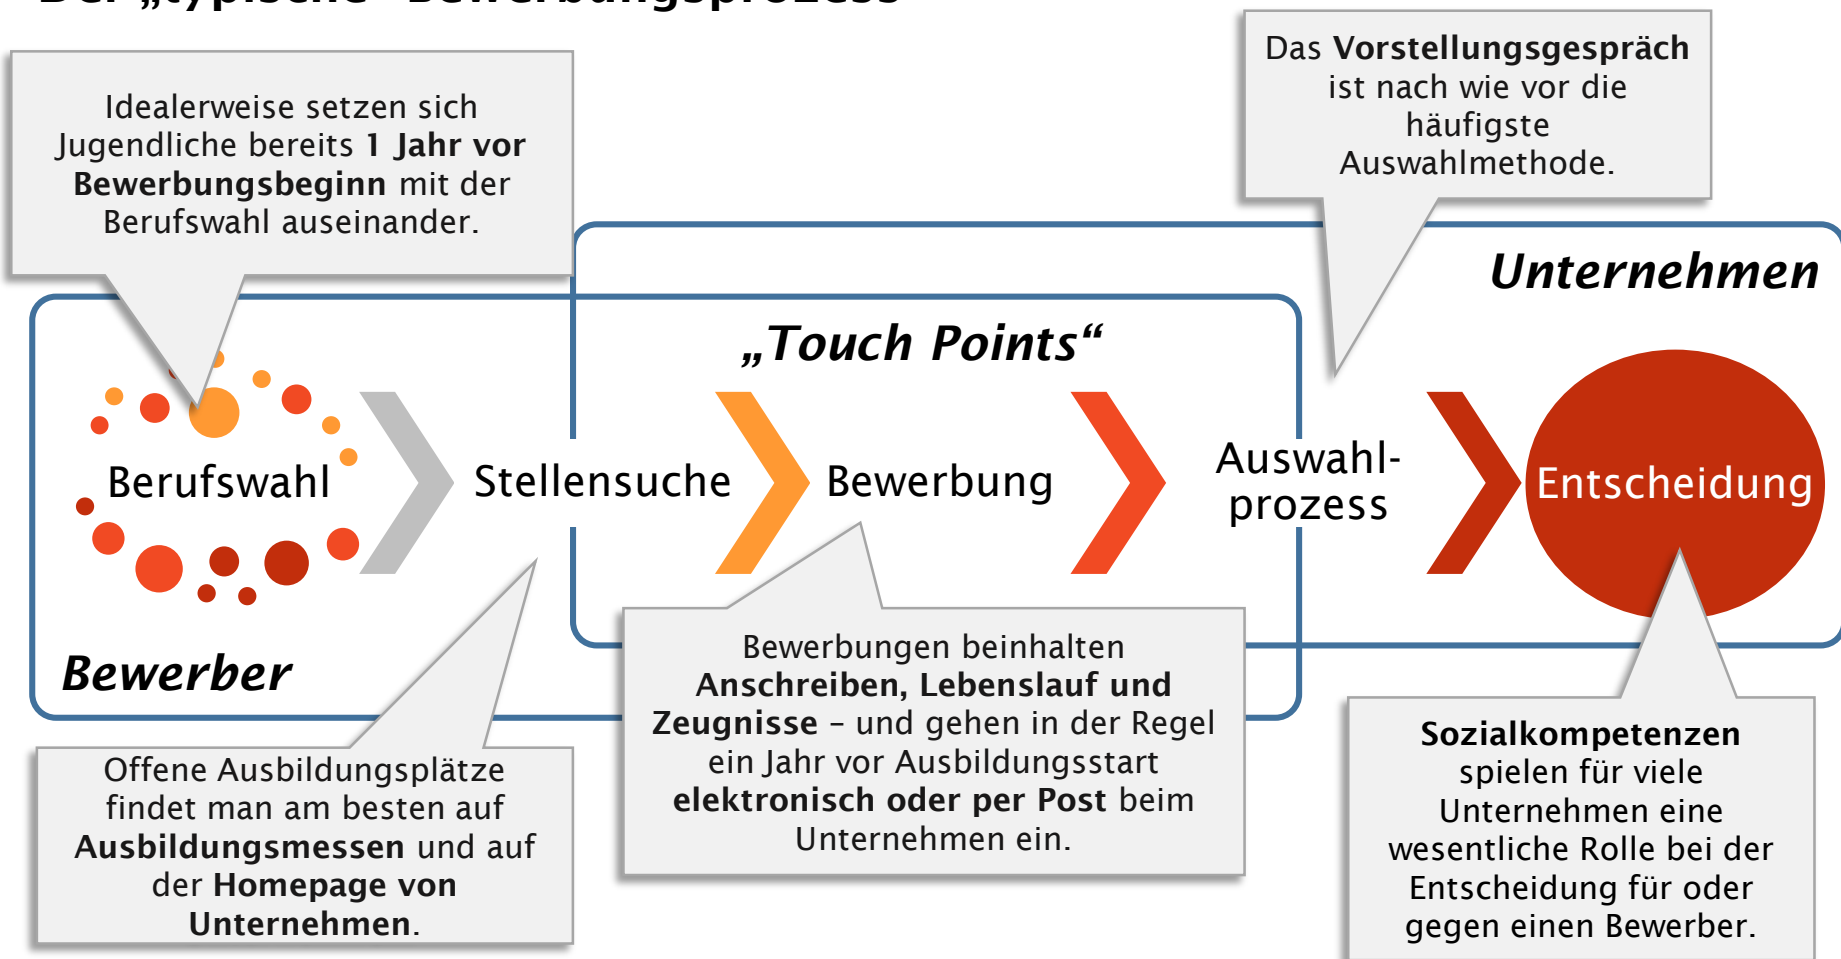 Der „typische“ Bewerbungsprozess
Idealerweise setzen sich
Jugendliche bereits 1 Jahr vor
Bewerbungsbeginn mit der
Berufswahl auseinander.
Das Vorstellungsgespräch
ist nach wie vor die
häufigste
Auswahlmethode.
Unternehmen
„Touch Points“
Berufswahl
Stellensuche
Bewerbung
Auswahl-
prozess
Entscheidung
Bewerber
Offene Ausbildungsplätze
findet man am besten auf
Ausbildungsmessen und auf
der Homepage von
Unternehmen.
Bewerbungen beinhalten
Anschreiben, Lebenslauf und
Zeugnisse – und gehen in der Regel
ein Jahr vor Ausbildungsstart
elektronisch oder per Post beim
Unternehmen ein.
Sozialkompetenzen
spielen für viele
Unternehmen eine
wesentliche Rolle bei der
Entscheidung für oder
gegen einen Bewerber.